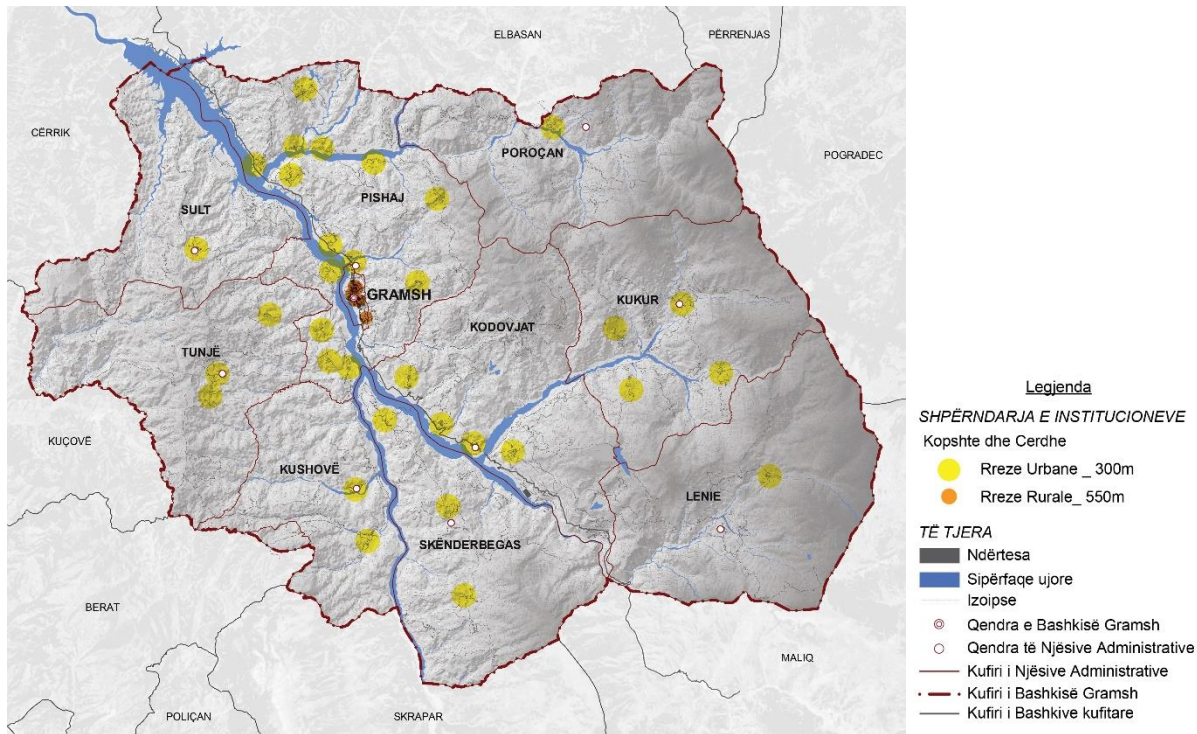 ELBASAN
PËRRENJAS
CËRRIK
POGRADEC
POROÇAN
PISHAJ
SULT
GRAMSH
KUKUR
KODOVJAT
TUNJË
KUÇOVË
KUSHOVË
LENIE
SKËNDERBEGAS
BERAT
MALIQ
POLIÇAN
SKRAPAR
Legjenda
SHPËRNDARJA E INSTITUCIONEVE
Kopshte dhe Cerdhe
Rreze Urbane _ 300m
Rreze Rurale_ 550m
TË TJERA
Ndërtesa
Sipërfaqe ujore
Izoipse
Qendra e Bashkisë Gramsh
Qendra të Njësive Administrative
Kufiri i Njësive Administrative
Kufiri i Bashkisë Gramsh
Kufiri i Bashkive kufitare